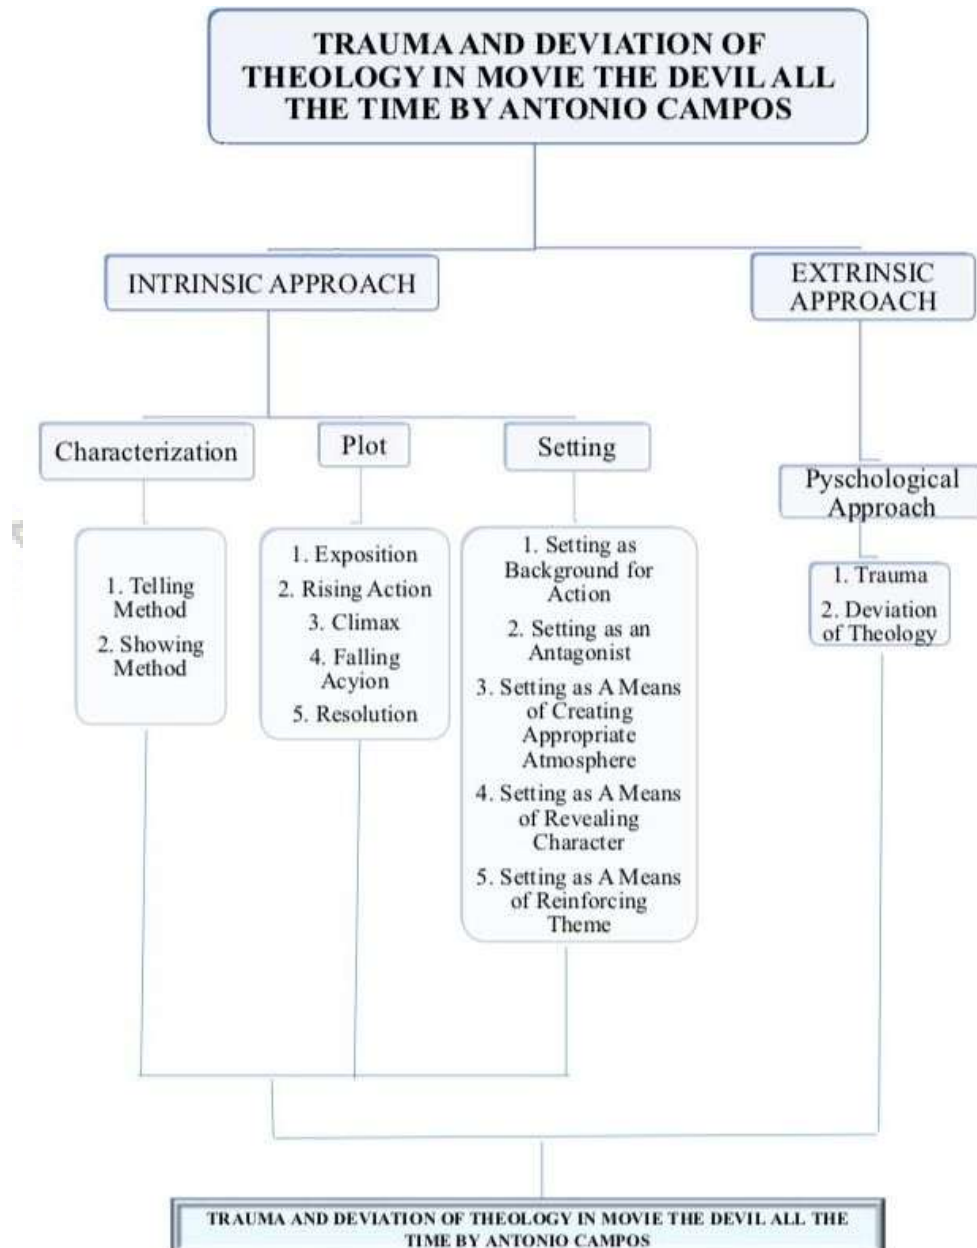 TRAUMA AND DEVIATION OF
THEOLOGY IN MOVIE THE DEVIL ALL
THE TIME BY ANTONIO CAMPOS
INTRINSIC APPROACH
EXTRINSIC
APPROACH
Characterization
Plot
Setting
Pyschological
Approach
1. Telling
Method
2. Showing
Method
1. Exposition
2. Rising Action
3. Climax
4. Falling
Acyion
5. Resolution
1. Setting as
Background for
Action
2. Setting as an
Antagonist
3. Setting as A Means
of Creating
Appropriate
Atmosphere
4. Setting as A Means
of Revealing
Character
5. Setting as A Means
of Reinforcing
Theme
1. Trauma
2. Deviation
of Theology
TRAUMA AND DEVIATION OF THEOLOGY IN MOVIE THE DEVIL ALL THE
TIME BY ANTONIO CAMPOS